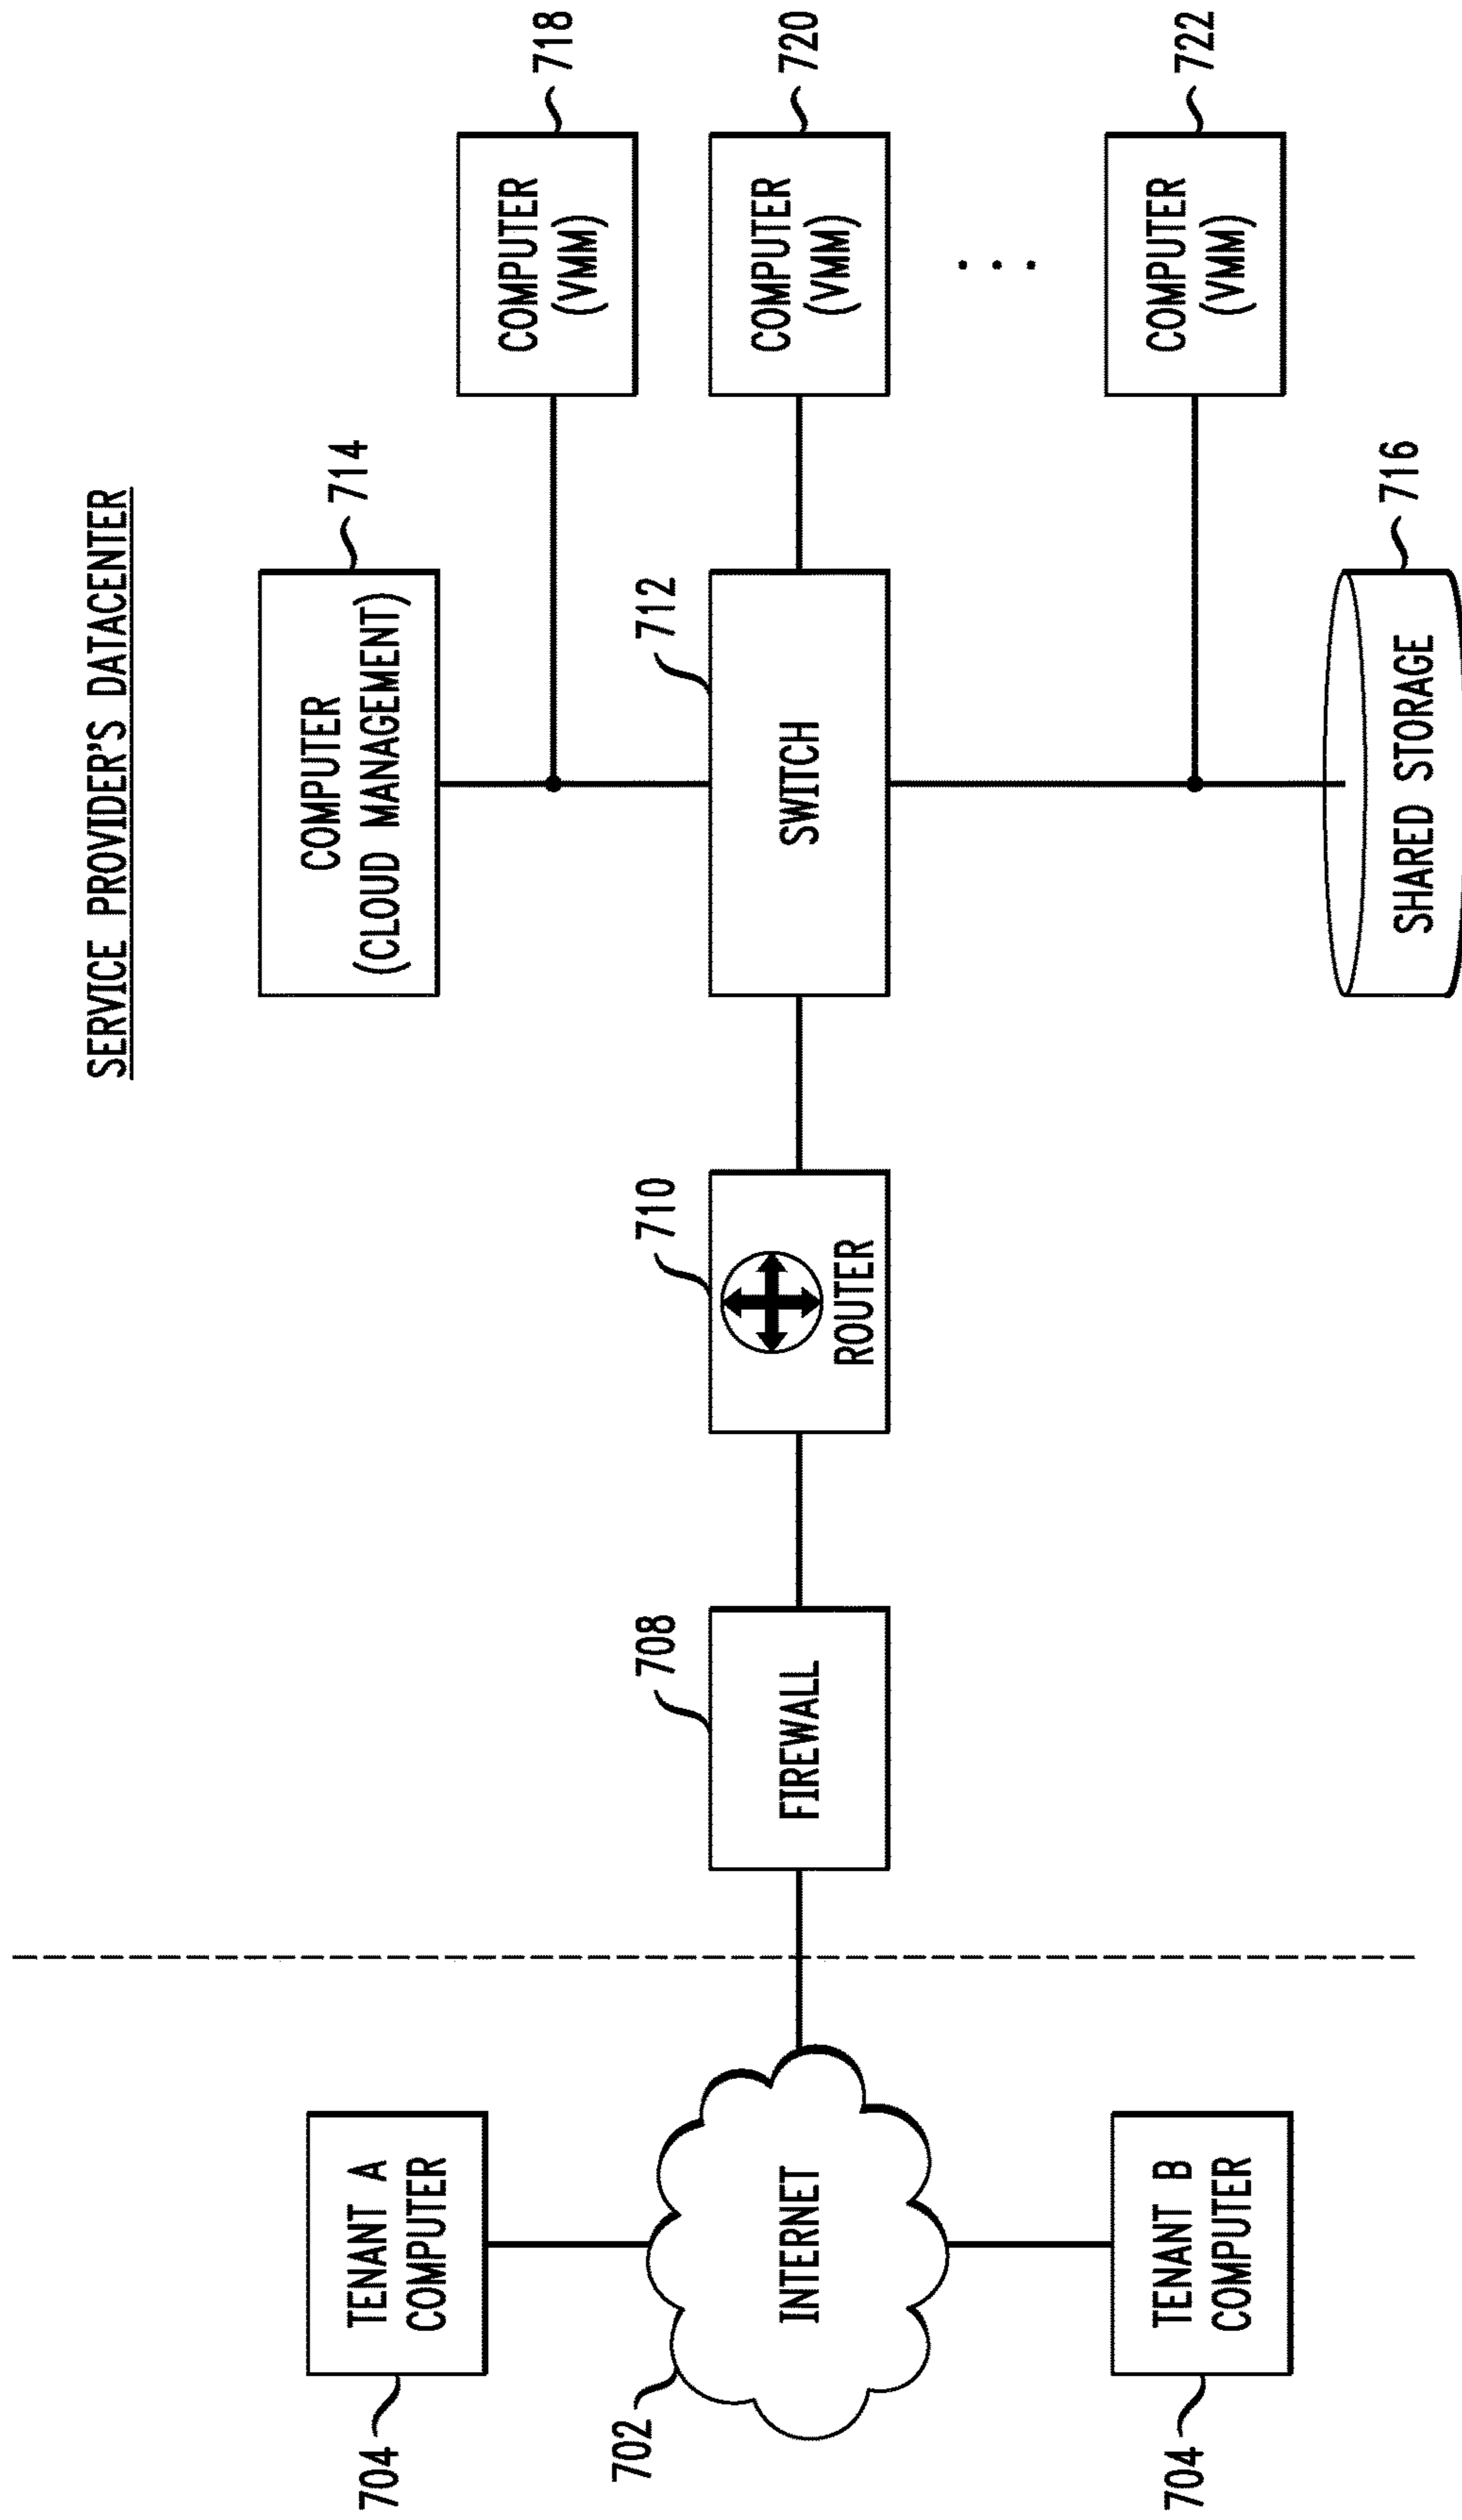 SERVICE PROVIDER'S DATACENTER
704
TENANT A
COMPUTER
702
INTERNET
704
TENANT B
COMPUTER
708
FIREWALL
710
ROUTER
712
SWITCH
714
COMPUTER
(CLOUD MANAGEMENT)
716
SHARED STORAGE
718
COMPUTER
(VMM)
720
COMPUTER
(VMM)
722
COMPUTER
(VMM)